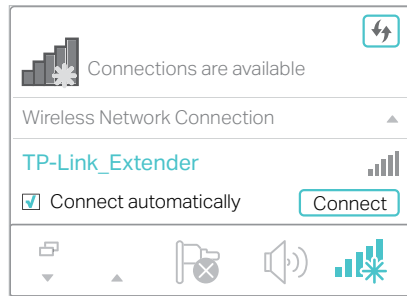 Connections are available
Wireless Network Connection
TP-Link_Extender
Connect automatically
Connect